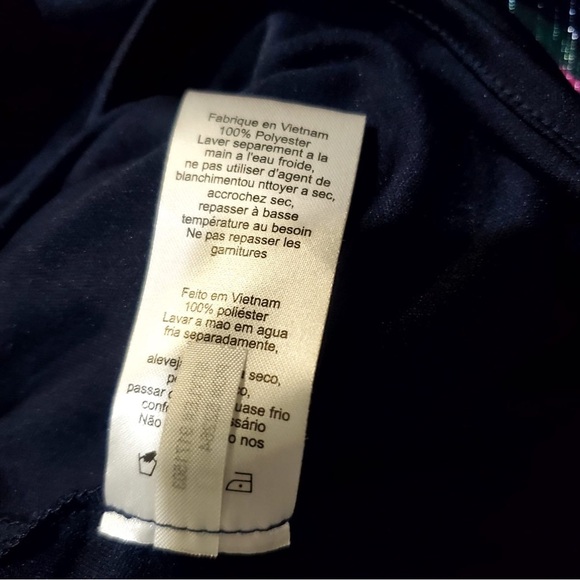 Fabrique en Vietnam
100% Polyester
Laver separement a la
main a l'eau froide,
ne pas utiliser d'agent de
blanchimentou nttoyer a sec,
accrochez sec,
repasser à basse
température au besoin
Ne pas repasser les
garnitures
Feito em Vietnam
100% poliéster
Lavar a mao em agua
fria separadamente,
seco,
passar
uase frio
Não ssário
nos